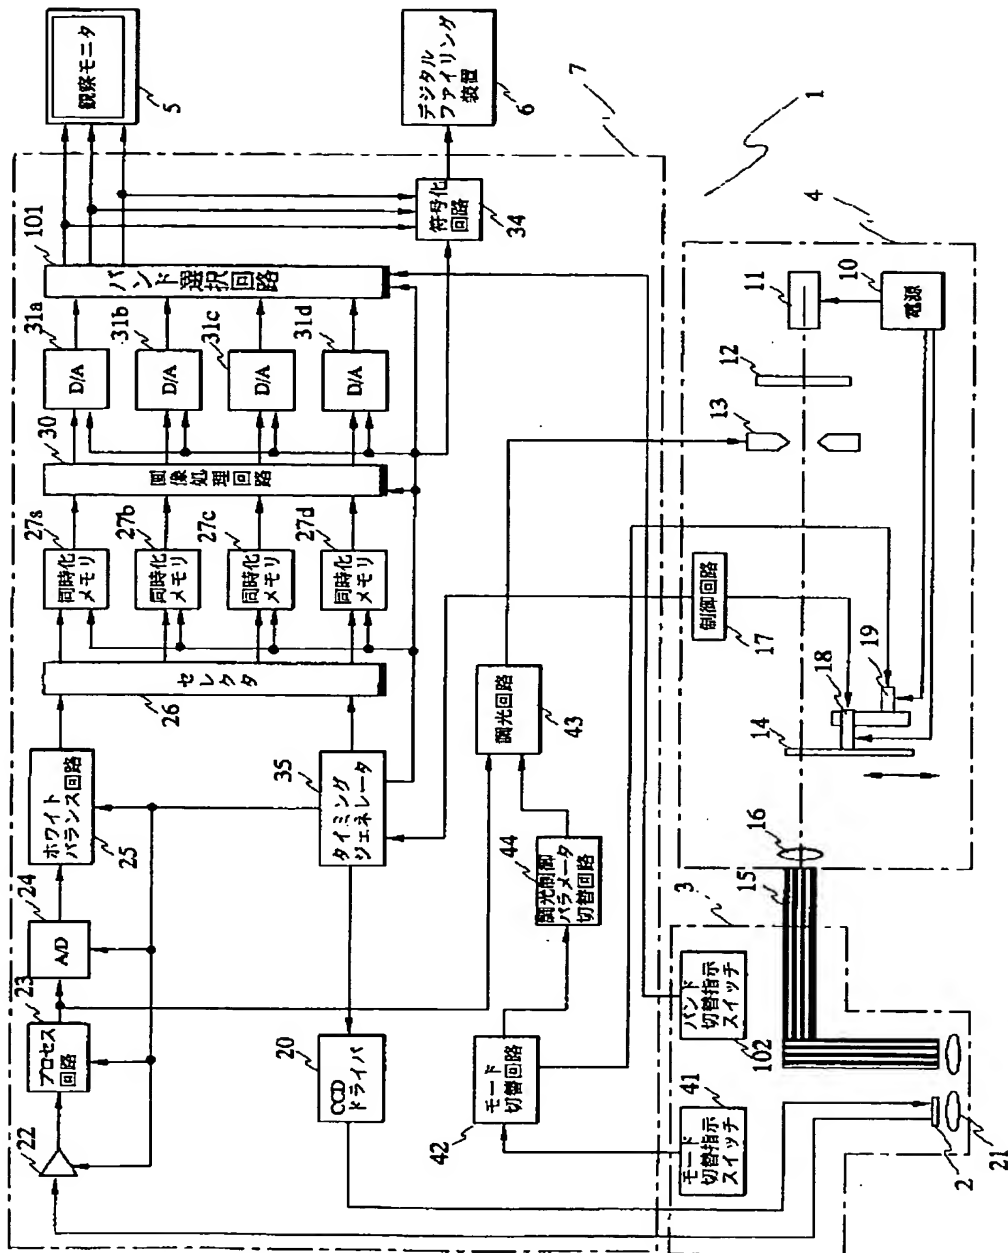 観察モニタ
5
デジタル
ファイリング
装置
6
7
1
101
バンド選択回路
符号化
回路
34
31a
D/A
31b
D/A
31c
D/A
31d
D/A
30
画像処理回路
27s
同時化
メモリ
27b
同時化
メモリ
27c
同時化
メモリ
27d
同時化
メモリ
セレクタ
26
ホワイト
バランス回路
25
24
A/D
23
プロセス
回路
22
35
タイミング
ジェネレータ
20
CCD
ドライバ
43
調光回路
44
調光制御
パラメータ
切替回路
42
モード
切替回路
41
モード
切替指示
スイッチ
バンド
切替指示
スイッチ
102
3
15
16
2
21
4
11
10
電源
12
13
制御回路
17
18
19
14